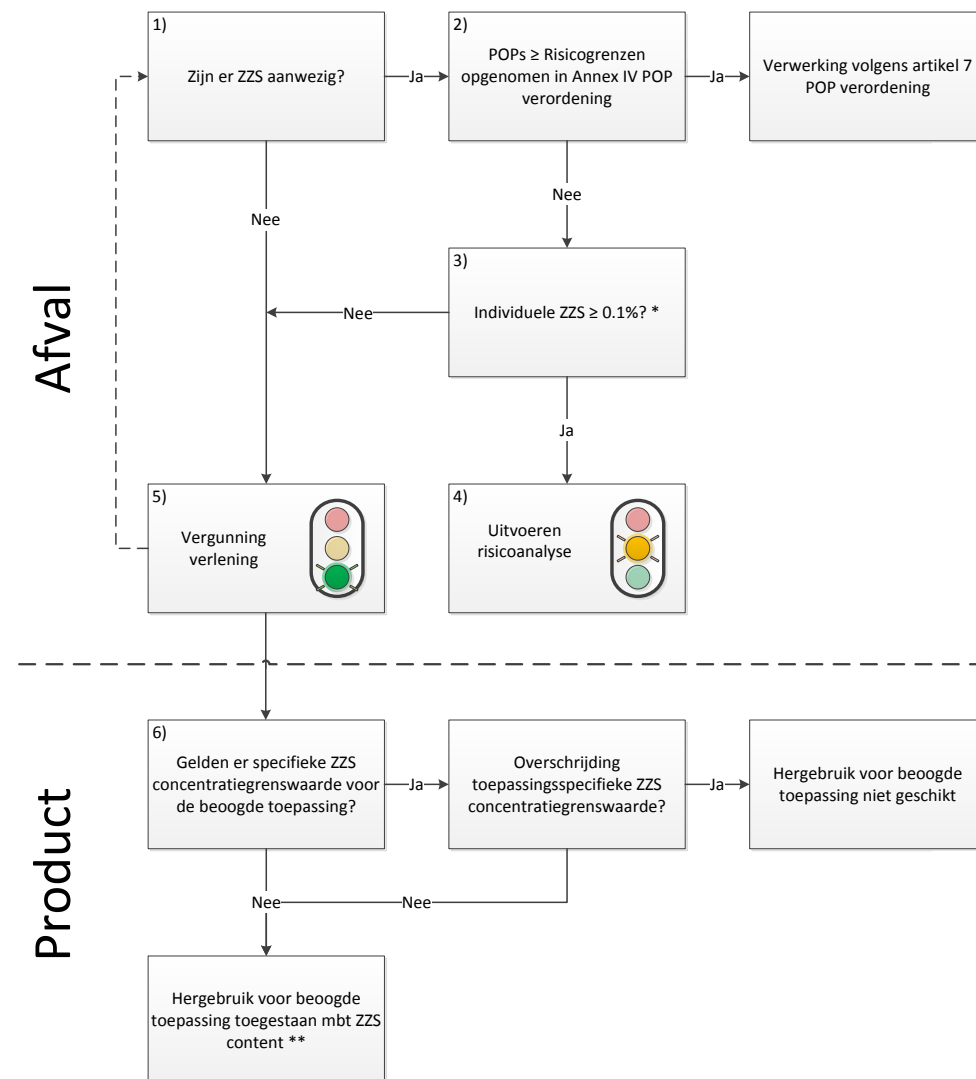 Afval
1)
Zijn er ZZS aanwezig?
Ja
2)
POPs ≥ Risicogrenzen
opgenomen in Annex IV POP
verordening
Ja
Verwerking volgens artikel 7
POP verordening
Nee
Nee
3)
Individuele ZZS ≥ 0.1%? *
Nee
Ja
5)
Vergunning
verlening
4)
Uitvoeren
risicoanalyse
Product
6)
Gelden er specifieke ZZS
concentratiegrenswaarde voor
de beoogde toepassing?
Ja
Overschrijding
toepassingsspecifieke ZZS
concentratiegrenswaarde?
Ja
Hergebruik voor beoogde
toepassing niet geschikt
Nee
Nee
Hergebruik voor beoogde
toepassing toegestaan mbt ZZS
content **